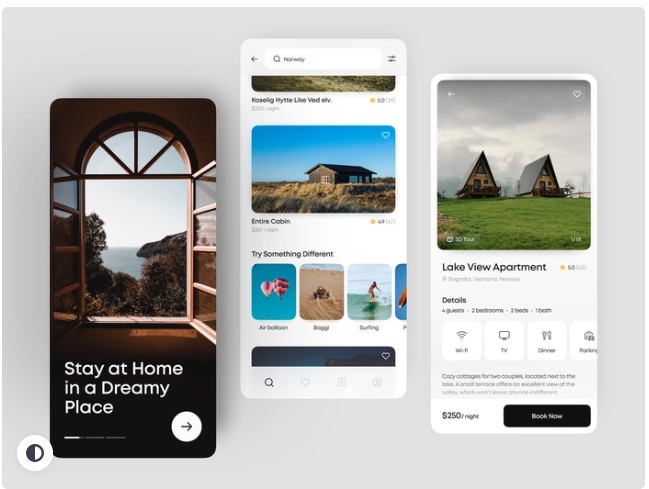 Stay at Home
in a Dreamy
Place
Norway
Koselig Hytte Like Ved elv.
5.0 (39)
$250 / night
Entire Cabin
4.9 (67)
$267 / night
Try Something Different
Air balloon
Baggi
Surfing
3D Tour
1/18
Lake View Apartment
5.0 (42)
Sogndal, Vestland, Norway
Details
4 guests • 2 bedrooms • 2 beds • 1 bath
Wi-fi
TV
Dinner
Parking
Cozy cottages for two couples, located next to the
lake. A small terrace offers an excellent view of the
valley, which won't leave anyone indifferent.
$250 / night
Book Now